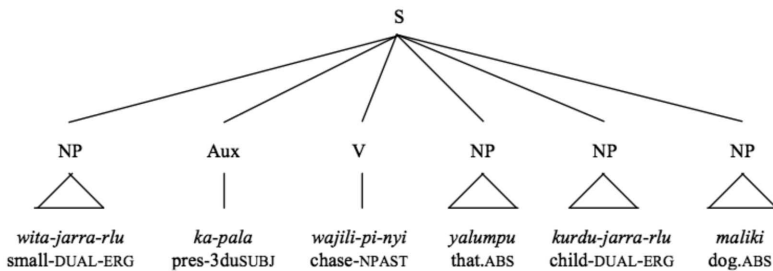 S
NP Aux V NP NP NP
wita-jarra-rlu ka-pala wajili-pi-nyi yalumpu kurdu-jarra-rlu maliki
small-DUAL-ERG pres-3duSUBJ chase-NPAST that.ABS child-DUAL-ERG dog.ABS